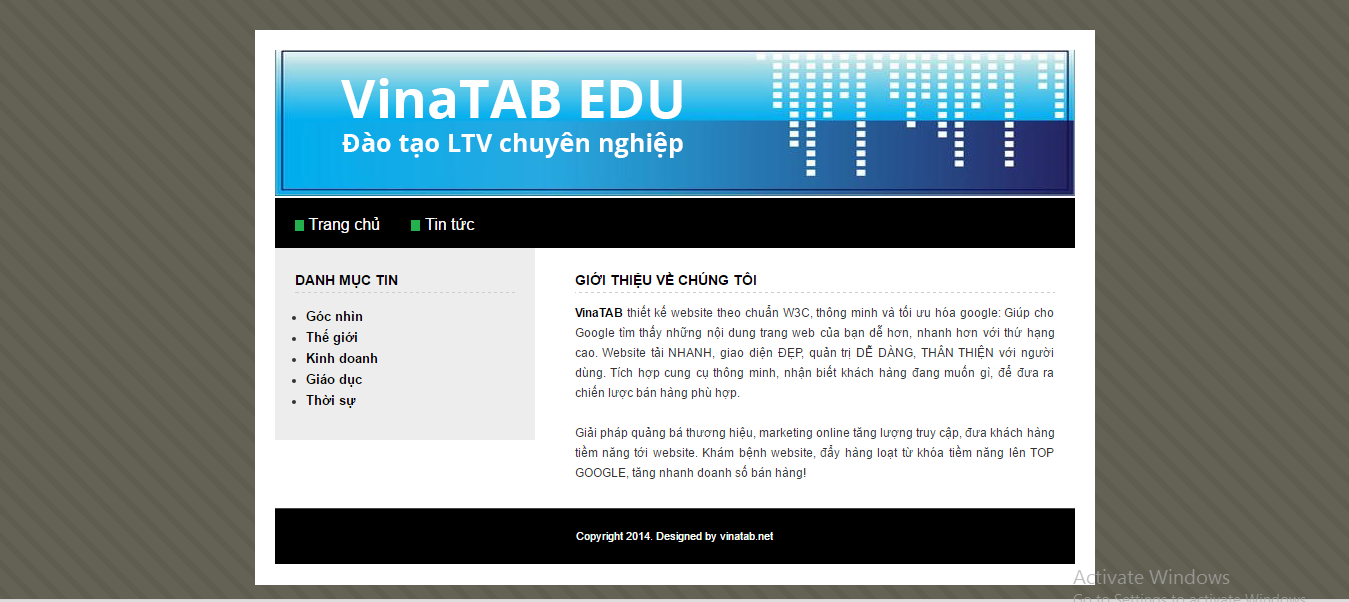 VinaTAB EDU
Đào tạo LTV chuyên nghiệp
Trang chủ Tin tức
DANH MỤC TIN
Góc nhìn
Thế giới
Kinh doanh
Giáo dục
Thời sự
GIỚI THIỆU VỀ CHÚNG TÔI
VinaTAB thiết kế website theo chuẩn W3C, thông minh và tối ưu hóa google: Giúp cho
Google tìm thấy những nội dung trang web của bạn dễ hơn, nhanh hơn với thứ hạng
cao. Website tải NHANH, giao diện ĐẸP, quản trị DỄ DÀNG, THÂN THIỆN với người
dùng. Tích hợp cung cụ thông minh, nhận biết khách hàng đang muốn gì, để đưa ra
chiến lược bán hàng phù hợp.
Giải pháp quảng bá thương hiệu, marketing online tăng lượng truy cập, đưa khách hàng
tiềm năng tới website. Khám bệnh website, đẩy hàng loạt từ khóa tiềm năng lên TOP
GOOGLE, tăng nhanh doanh số bán hàng!
Copyright 2014. Designed by vinatab.net
Activate Windows
Go to Settings to activate Windows.